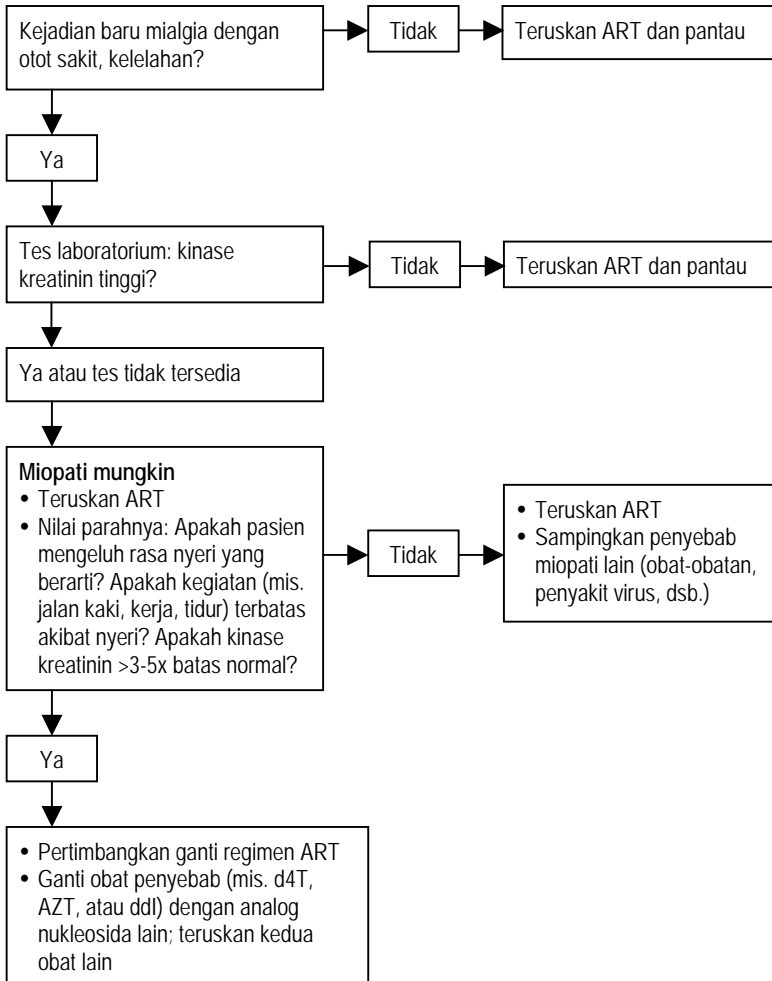 Kejadian baru mialgia dengan
otot sakit, kelelahan?
Tidak
Teruskan ART dan pantau
Ya
Tes laboratorium: kinase
kreatinin tinggi?
Tidak
Teruskan ART dan pantau
Ya atau tes tidak tersedia
Miopati mungkin
• Teruskan ART
• Nilai parahnya: Apakah pasien
mengeluh rasa nyeri yang
berarti? Apakah kegiatan (mis.
jalan kaki, kerja, tidur) terbatas
akibat nyeri? Apakah kinase
kreatinin >3-5x batas normal?
Tidak
• Teruskan ART
• Sampingkan penyebab
miopati lain (obat-obatan,
penyakit virus, dsb.)
Ya
• Pertimbangkan ganti regimen ART
• Ganti obat penyebab (mis. d4T,
AZT, atau ddI) dengan analog
nukleosida lain; teruskan kedua
obat lain